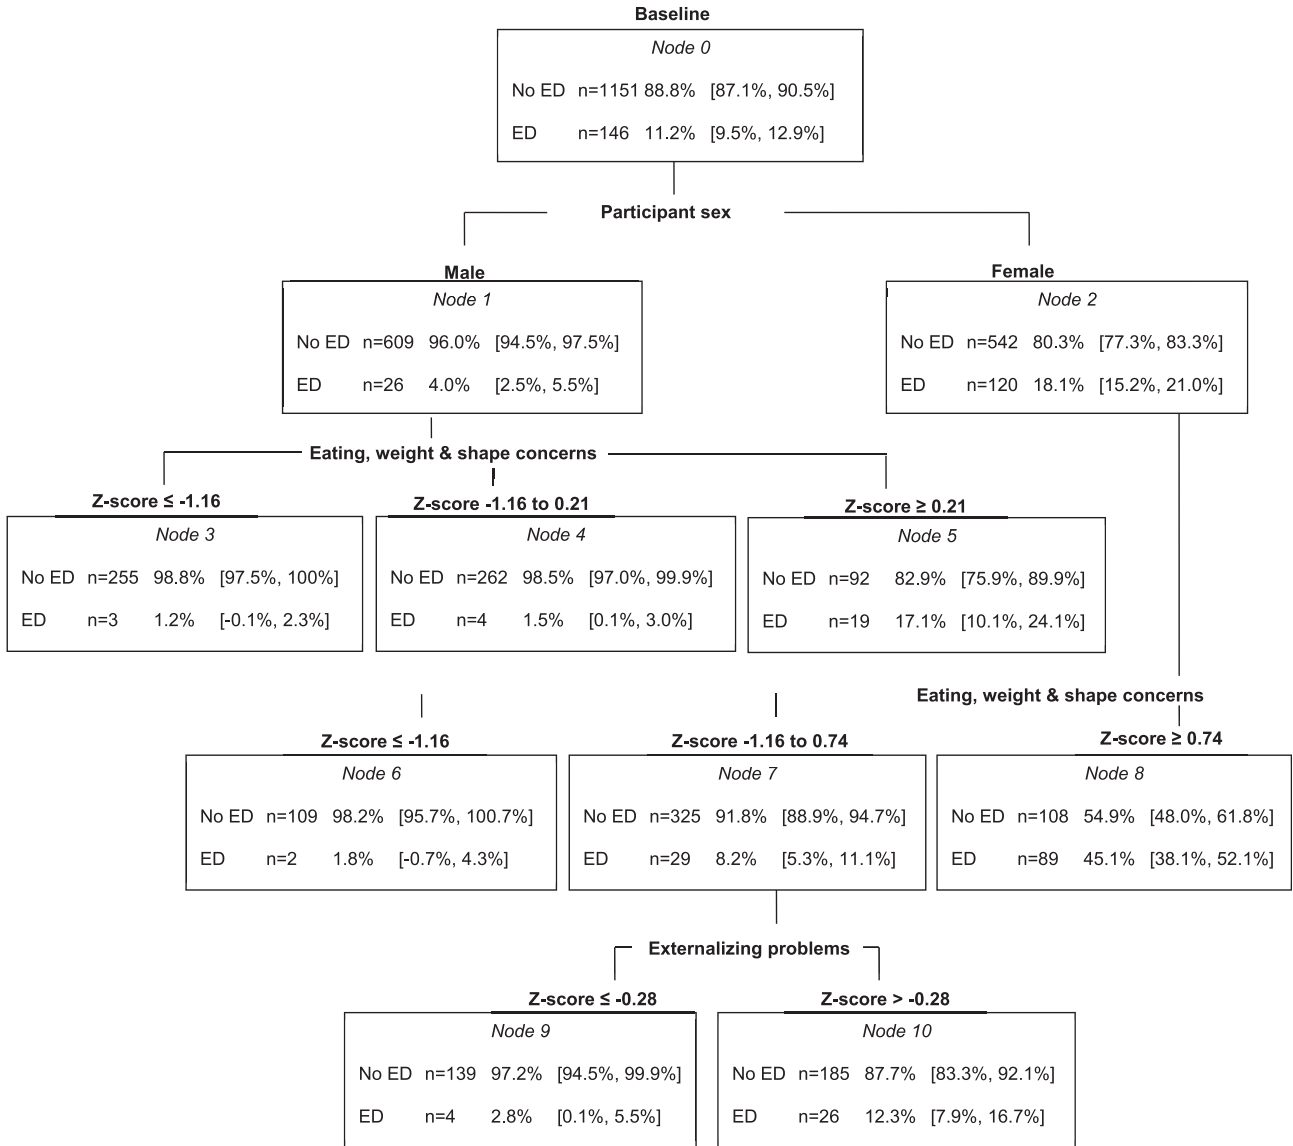 Baseline
Node 0
No ED n=1151 88.8% [87.1%, 90.5%]
ED n=146 11.2% [9.5%, 12.9%]
Participant sex
Male
Node 1
No ED n=609 96.0% [94.5%, 97.5%]
ED n=26 4.0% [2.5%, 5.5%]
Female
Node 2
No ED n=542 80.3% [77.3%, 83.3%]
ED n=120 18.1% [15.2%, 21.0%]
Eating, weight & shape concerns
Z-score ≤ -1.16
Node 3
No ED n=255 98.8% [97.5%, 100%]
ED n=3 1.2% [-0.1%, 2.3%]
Z-score -1.16 to 0.21
Node 4
No ED n=262 98.5% [97.0%, 99.9%]
ED n=4 1.5% [0.1%, 3.0%]
Z-score ≥ 0.21
Node 5
No ED n=92 82.9% [75.9%, 89.9%]
ED n=19 17.1% [10.1%, 24.1%]
Eating, weight & shape concerns
Z-score ≤ -1.16
Node 6
No ED n=109 98.2% [95.7%, 100.7%]
ED n=2 1.8% [-0.7%, 4.3%]
Z-score -1.16 to 0.74
Node 7
No ED n=325 91.8% [88.9%, 94.7%]
ED n=29 8.2% [5.3%, 11.1%]
Z-score ≥ 0.74
Node 8
No ED n=108 54.9% [48.0%, 61.8%]
ED n=89 45.1% [38.1%, 52.1%]
Externalizing problems
Z-score ≤ -0.28
Node 9
No ED n=139 97.2% [94.5%, 99.9%]
ED n=4 2.8% [0.1%, 5.5%]
Z-score > -0.28
Node 10
No ED n=185 87.7% [83.3%, 92.1%]
ED n=26 12.3% [7.9%, 16.7%]